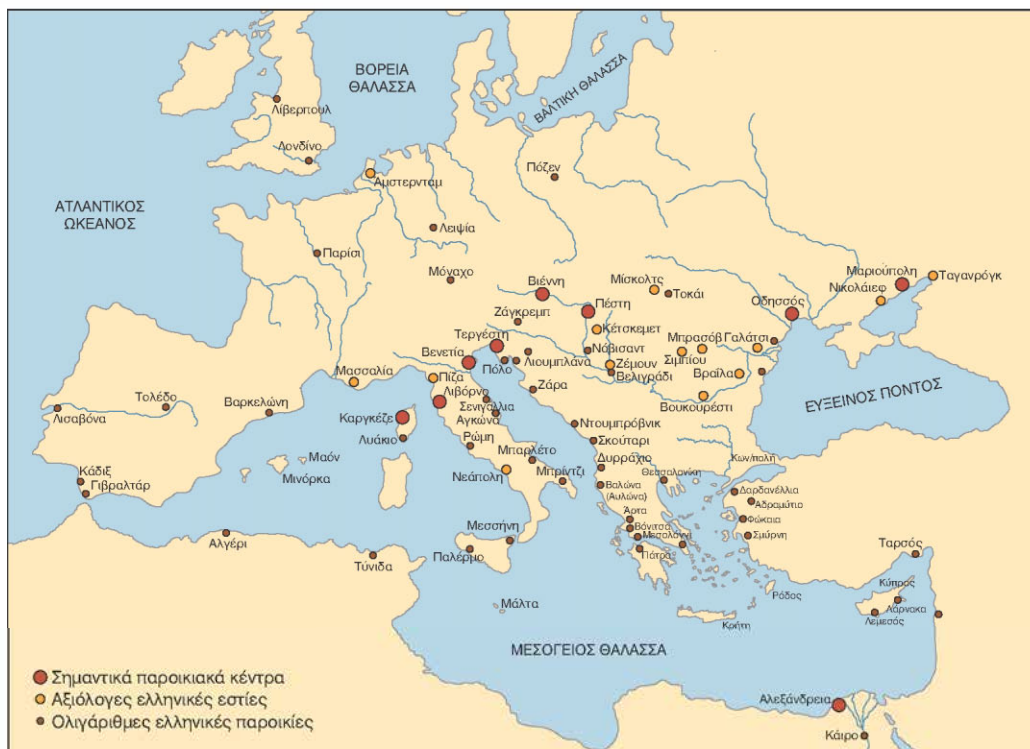 ΒΟΡΕΙΑ
ΘΑΛΑΣΣΑ
ΒΑΛΤΙΚΗ ΘΑΛΑΣΣΑ
Λίβερπουλ
Λονδίνο
Άμστερνταμ
Πόζεν
ΑΤΛΑΝΤΙΚΟΣ
ΩΚΕΑΝΟΣ
Λειψία
Παρίσι
Μόναχο
Βιέννη
Μίσκολτς
Τοκάι
Μαριούπολη
Ταγανρόγκ
Νικολάιεφ
Οδησσός
Πέστη
Ζάγκρεμπ
Κέτσκεμετ
Τεργέστη
Μπρασόβ
Γαλάτσι
Βενετία
Νόβισαντ
Λιουμπλάνα
Σιμπίου
Πόλο
Ζέμουν
Βελιγράδι
Βραΐλα
Μασσαλία
Πίζα
Λιβόρνο
Ζάρα
Βουκουρέστι
ΕΥΞΕΙΝΟΣ ΠΟΝΤΟΣ
Τολέδο
Βαρκελώνη
Λισαβόνα
Καργκέζε
Σενιγάλλια
Αγκώνα
Λυάκιο
Ρώμη
Ντουμπρόβνικ
Σκούταρι
Μπαρλέτο
Δυρράχιο
Κων/πολή
Θεσσαλονίκη
Μαόν
Μινόρκα
Νεάπολη
Μπρίντζι
Βαλώνα
(Αυλώνα)
Δαρδανέλλια
Αδραμύτιο
Κάδιξ
Γιβραλτάρ
Άρτα
Βόνιτσα
Μεσολόγγι
Φώκαια
Σμύρνη
Μεσσήνη
Πάτρα
Αλγέρι
Τύνιδα
Παλέρμο
Ταρσός
Κύπρος
Ρόδος
Λάρνακα
Λεμεσός
Μάλτα
Κρήτη
ΜΕΣΟΓΕΙΟΣ ΘΑΛΑΣΣΑ
Σημαντικά παροικιακά κέντρα
Αξιόλογες ελληνικές εστίες
Ολιγάριθμες ελληνικές παροικίες
Αλεξάνδρεια
Κάιρο